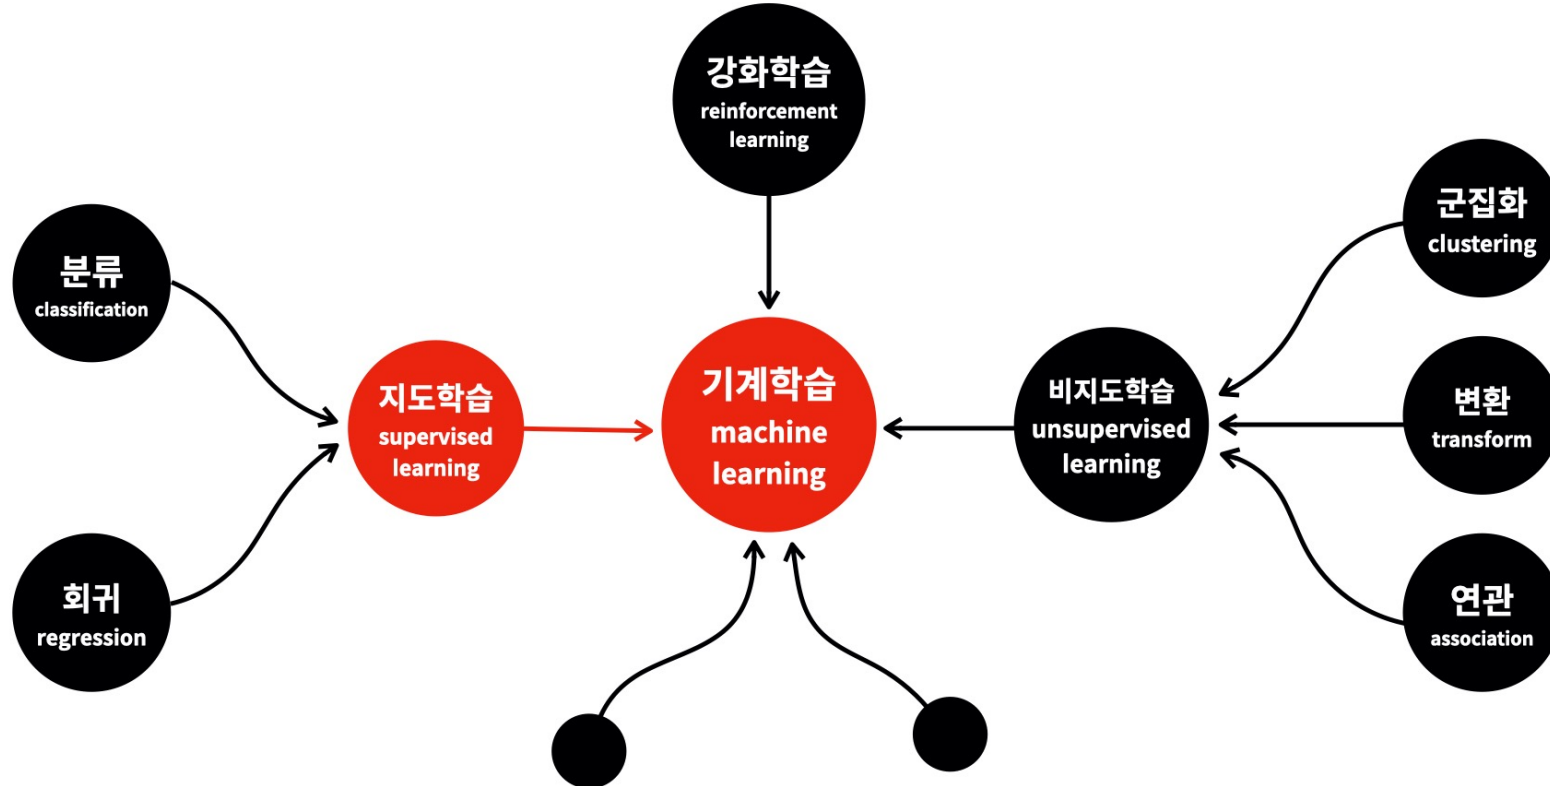 강화학습
reinforcement
learning
분류
classification
회귀
regression
지도학습
supervised
learning
기계학습
machine
learning
비지도학습
unsupervised
learning
군집화
clustering
변환
transform
연관
association